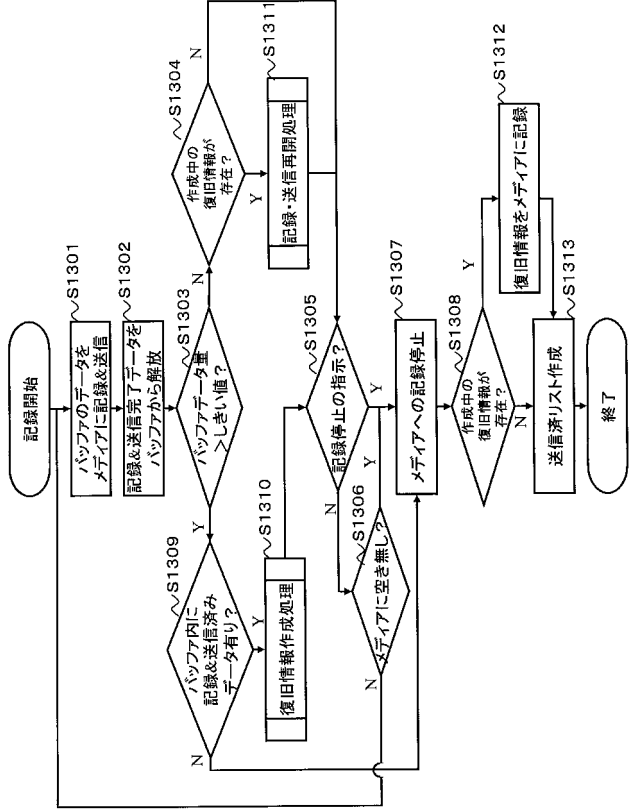 記録開始
S1301
バッファのデータを
メディアに記録&送信
S1302
記録&送信完了データを
バッファから解放
S1303
バッファデータ量
>しきい値?
Y
N
S1304
作成中の
復旧情報が
存在?
N
Y
S1311
記録・送信再開処理
S1309
バッファ内に
記録&送信済み
データ有り?
N
Y
S1310
復旧情報作成処理
S1305
記録停止の指示?
N
Y
S1306
メディアに空き無し?
N
Y
S1307
メディアへの記録停止
S1308
作成中の
復旧情報が
存在?
Y
N
S1312
復旧情報をメディアに記録
S1313
送信済リスト作成
終了